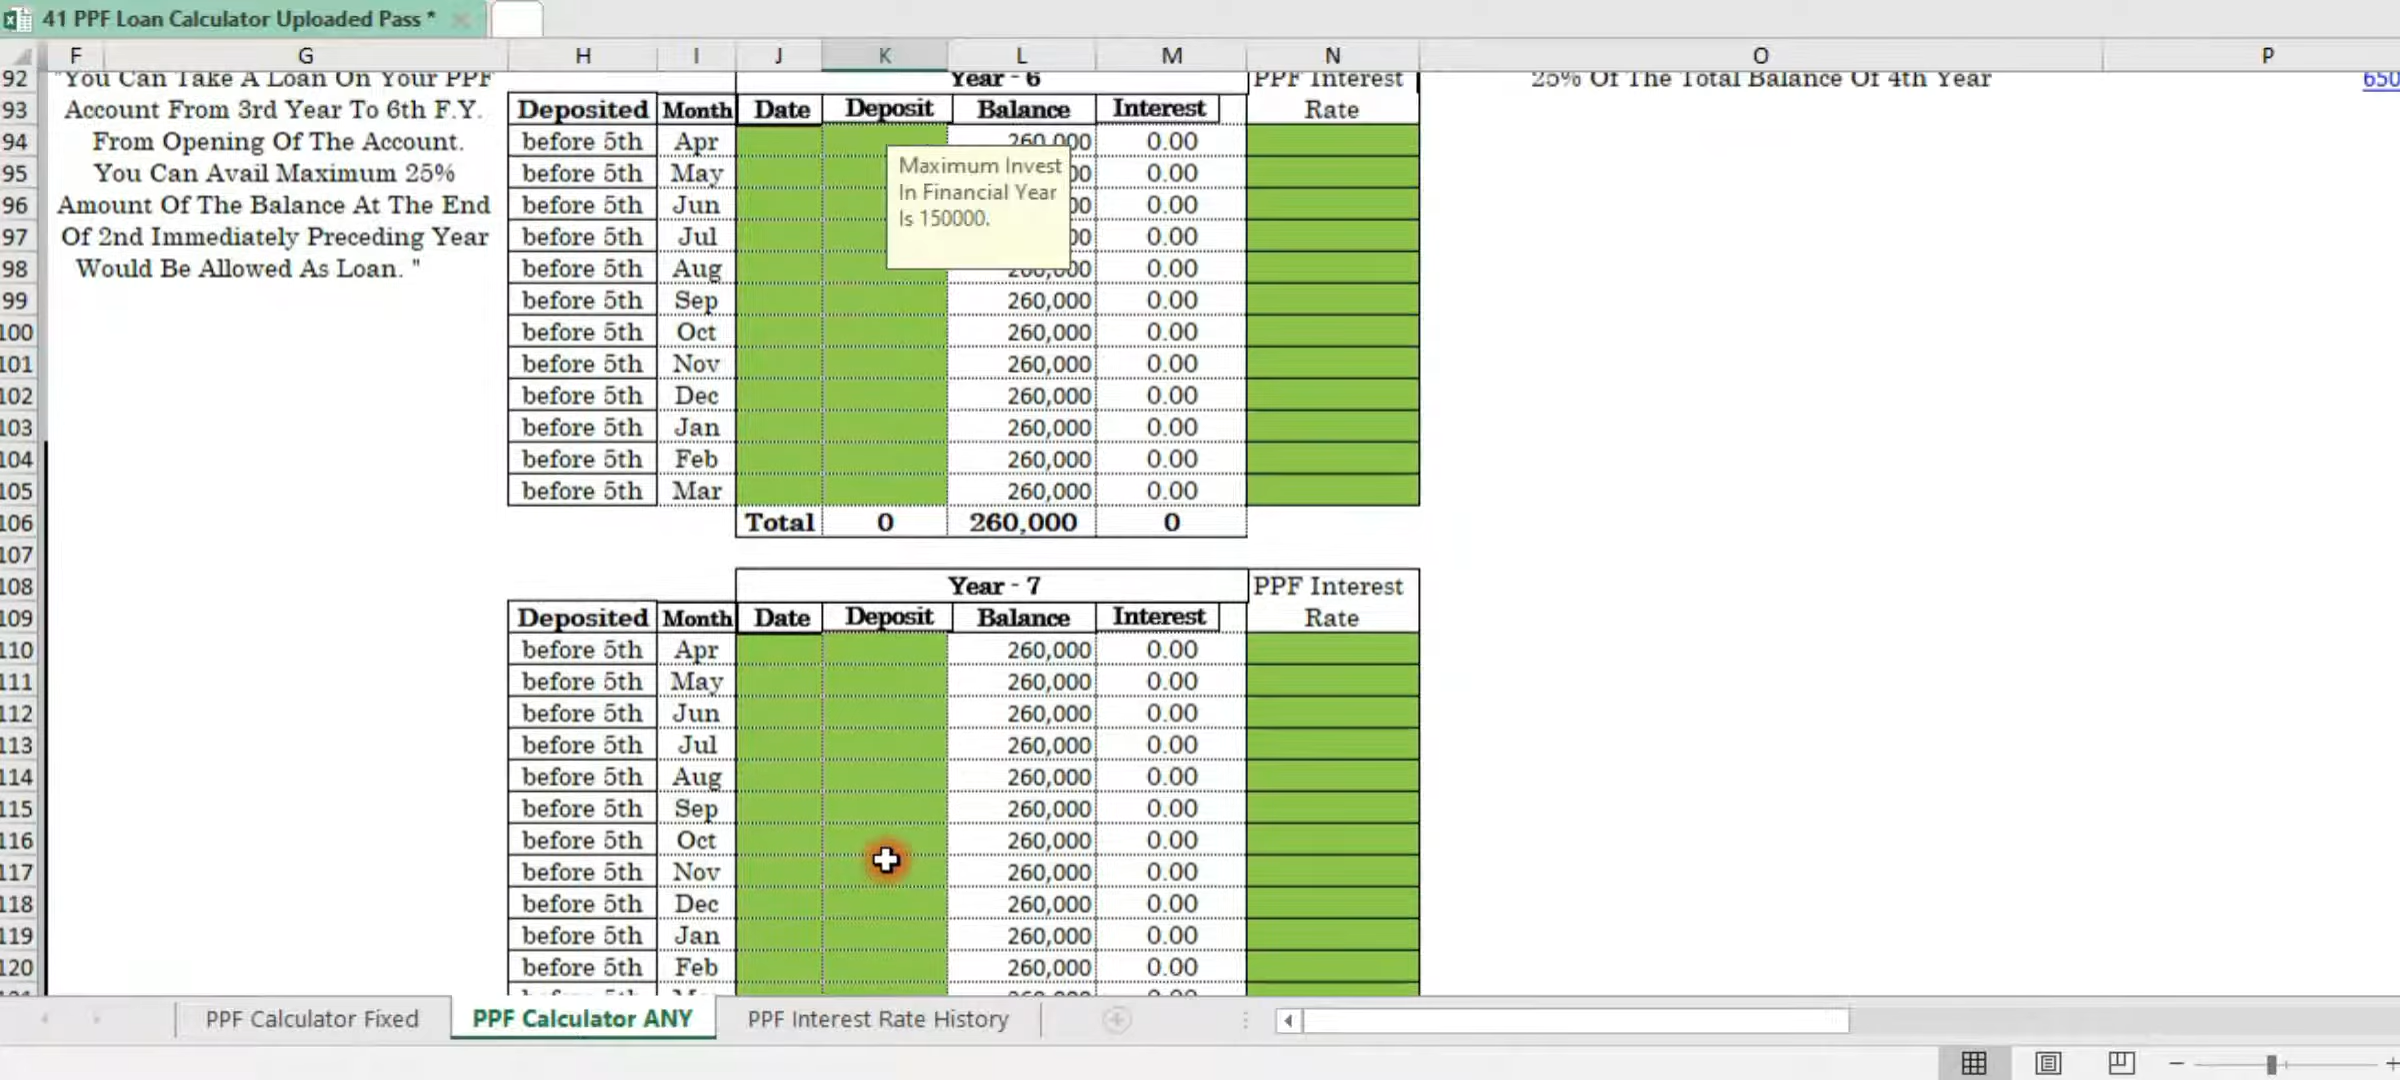 41 PPF Loan Calculator Uploaded Pass *
F G H I J K L M N O P
92 "You Can Take A Loan On Your PPF Year - 6 PPF Interest 25% Of The Total Balance Of 4th Year 650
93 Account From 3rd Year To 6th F.Y. Deposited Month Date Deposit Balance Interest Rate
94 From Opening Of The Account. before 5th Apr 260,000 0.00
95 You Can Avail Maximum 25% before 5th May 00 0.00
96 Amount Of The Balance At The End before 5th Jun 00 0.00
97 Of 2nd Immediately Preceding Year before 5th Jul 00 0.00
98 Would Be Allowed As Loan. " before 5th Aug 260,000 0.00
Maximum Invest
In Financial Year
Is 150000.
99 before 5th Sep 260,000 0.00
100 before 5th Oct 260,000 0.00
101 before 5th Nov 260,000 0.00
102 before 5th Dec 260,000 0.00
103 before 5th Jan 260,000 0.00
104 before 5th Feb 260,000 0.00
105 before 5th Mar 260,000 0.00
106 Total 0 260,000 0
107
108 Year - 7 PPF Interest
109 Deposited Month Date Deposit Balance Interest Rate
110 before 5th Apr 260,000 0.00
111 before 5th May 260,000 0.00
112 before 5th Jun 260,000 0.00
113 before 5th Jul 260,000 0.00
114 before 5th Aug 260,000 0.00
115 before 5th Sep 260,000 0.00
116 before 5th Oct 260,000 0.00
117 before 5th Nov 260,000 0.00
118 before 5th Dec 260,000 0.00
119 before 5th Jan 260,000 0.00
120 before 5th Feb 260,000 0.00
PPF Calculator Fixed PPF Calculator ANY PPF Interest Rate History